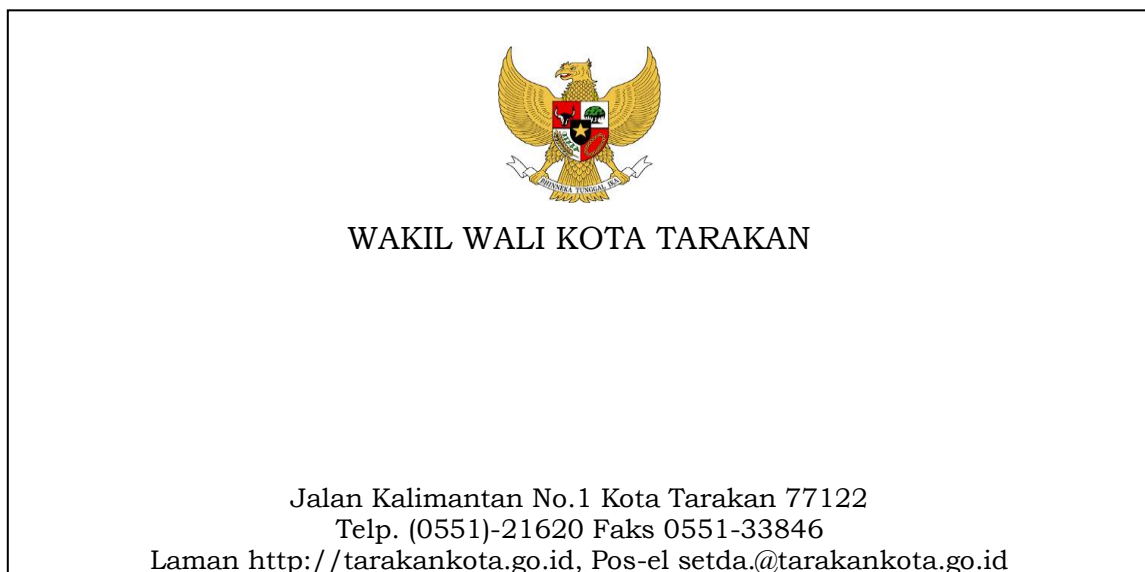 BHINNEKA TUNGGAL IKA
WAKIL WALI KOTA TARAKAN
Jalan Kalimantan No.1 Kota Tarakan 77122
Telp. (0551)-21620 Faks 0551-33846
Laman http://tarakankota.go.id, Pos-el setda.@tarakankota.go.id